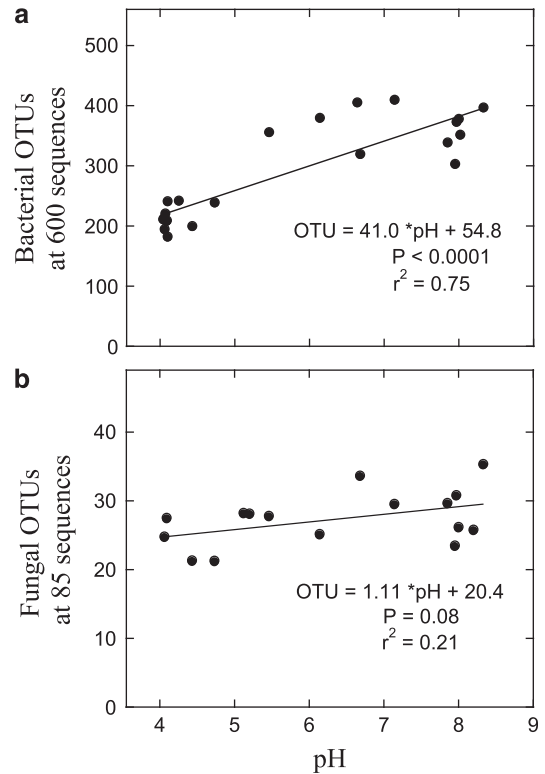 a
500
400
300
200
100
0
Bacterial OTUs
at 600 sequences
OTU = 41.0 *pH + 54.8
P < 0.0001
r² = 0.75
b
40
30
20
10
0
Fungal OTUs
at 85 sequences
OTU = 1.11 *pH + 20.4
P = 0.08
r² = 0.21
4 5 6 7 8 9
pH